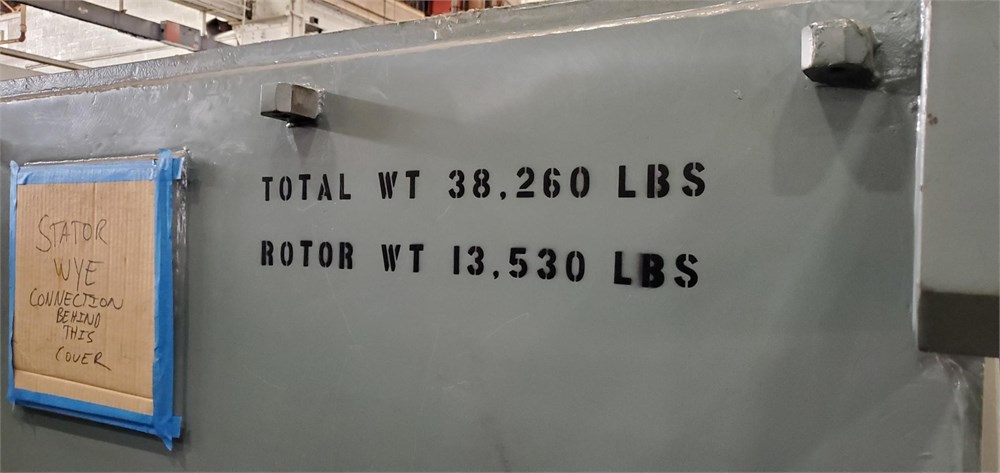 TOTAL WT 38,260 LBS
ROTOR WT 13,530 LBS
STATOR
WYE
CONNECTION
BEHIND
THIS
COVER